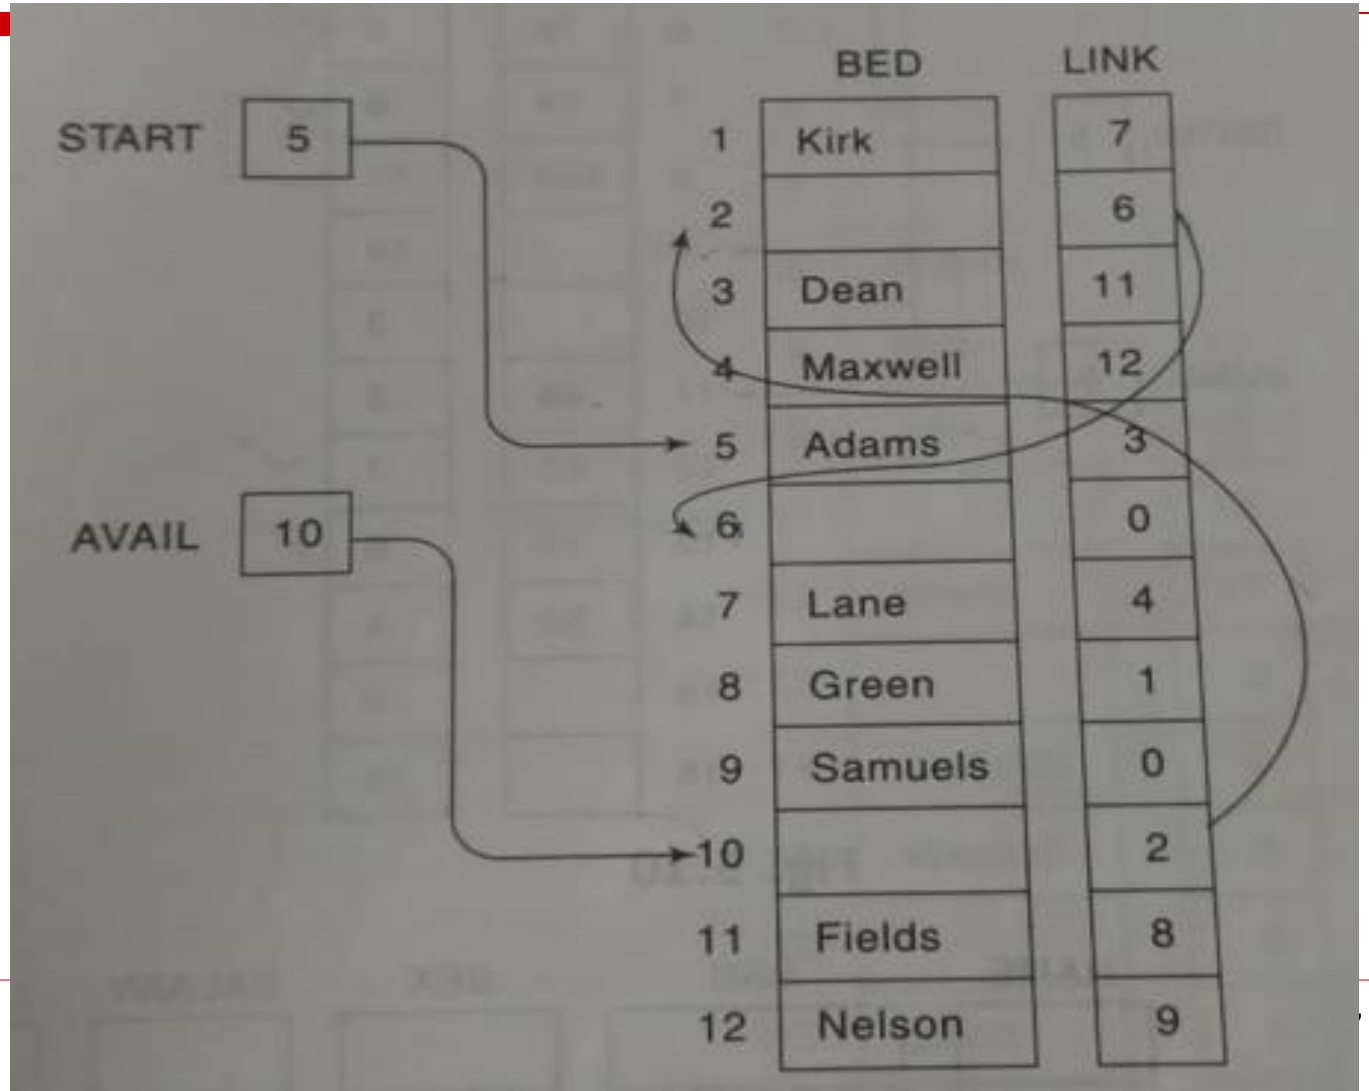 BED LINK
START 5
1 Kirk 7
2 6
3 Dean 11
4 Maxwell 12
5 Adams 3
AVAIL 10
6 0
7 Lane 4
8 Green 1
9 Samuels 0
10 2
11 Fields 8
12 Nelson 9